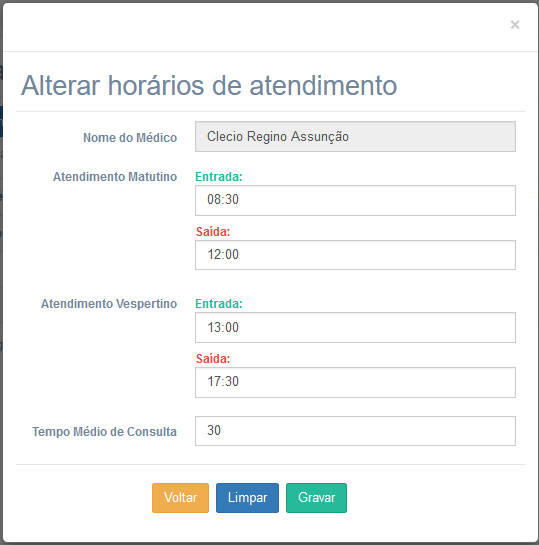 ×
Alterar horários de atendimento
Nome do Médico Clecio Regino Assunção
Atendimento Matutino Entrada:
08:30
Saída:
12:00
Atendimento Vespertino Entrada:
13:00
Saída:
17:30
Tempo Médio de Consulta 30
Voltar Limpar Gravar